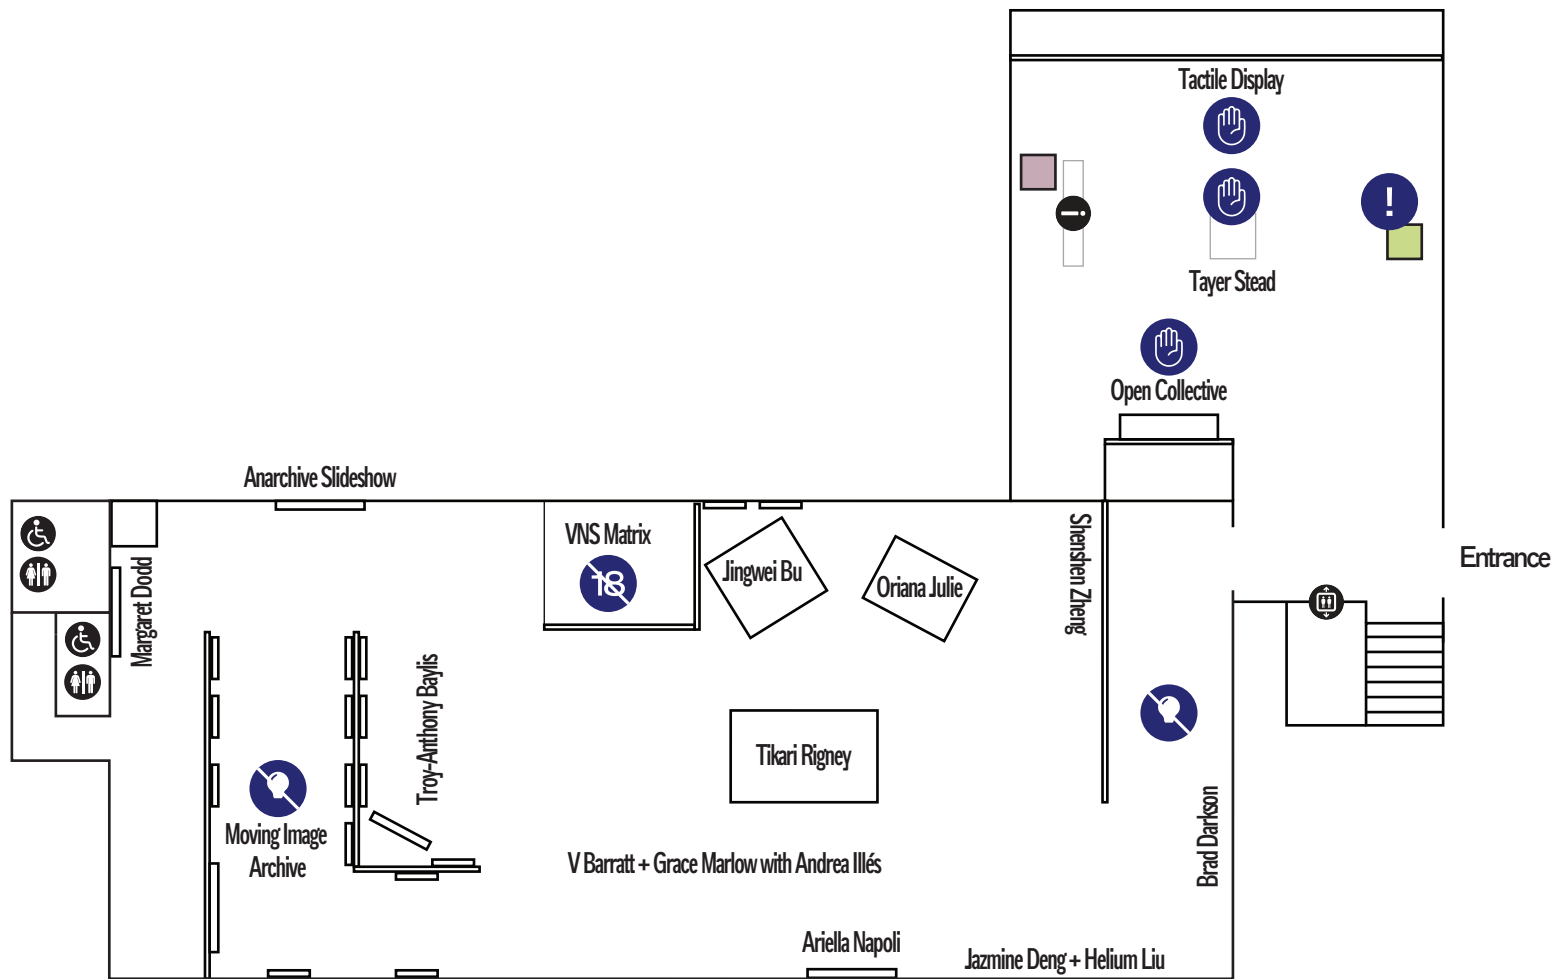 Tactile Display
!
Tayer Stead
Open Collective
Anarchive Slideshow
VNS Matrix
18
Jingwei Bu
Oriana Julie
Shenshen Zheng
Entrance
Margaret Dodd
Troy-Anthony Baylis
Tikari Rigney
Moving Image
Archive
V Barratt + Grace Marlow with Andrea Illés
Brad Darkson
Ariella Napoli
Jazmine Deng + Helium Liu